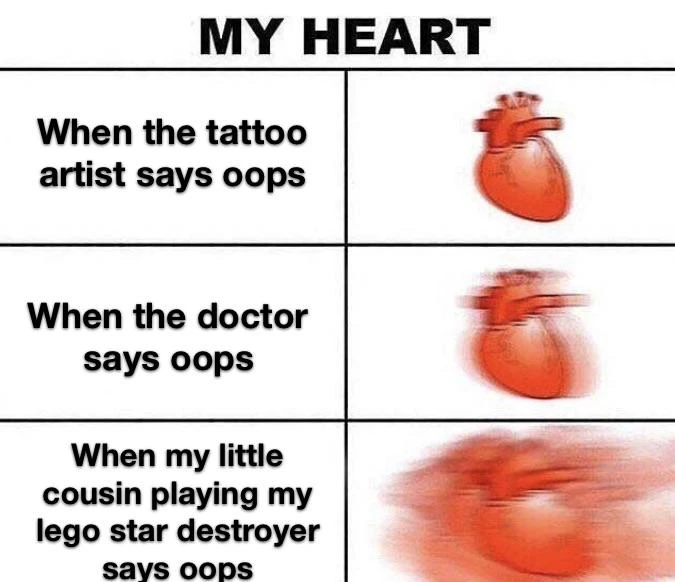 MY HEART
When the tattoo
artist says oops
When the doctor
says oops
When my little
cousin playing my
lego star destroyer
says oops